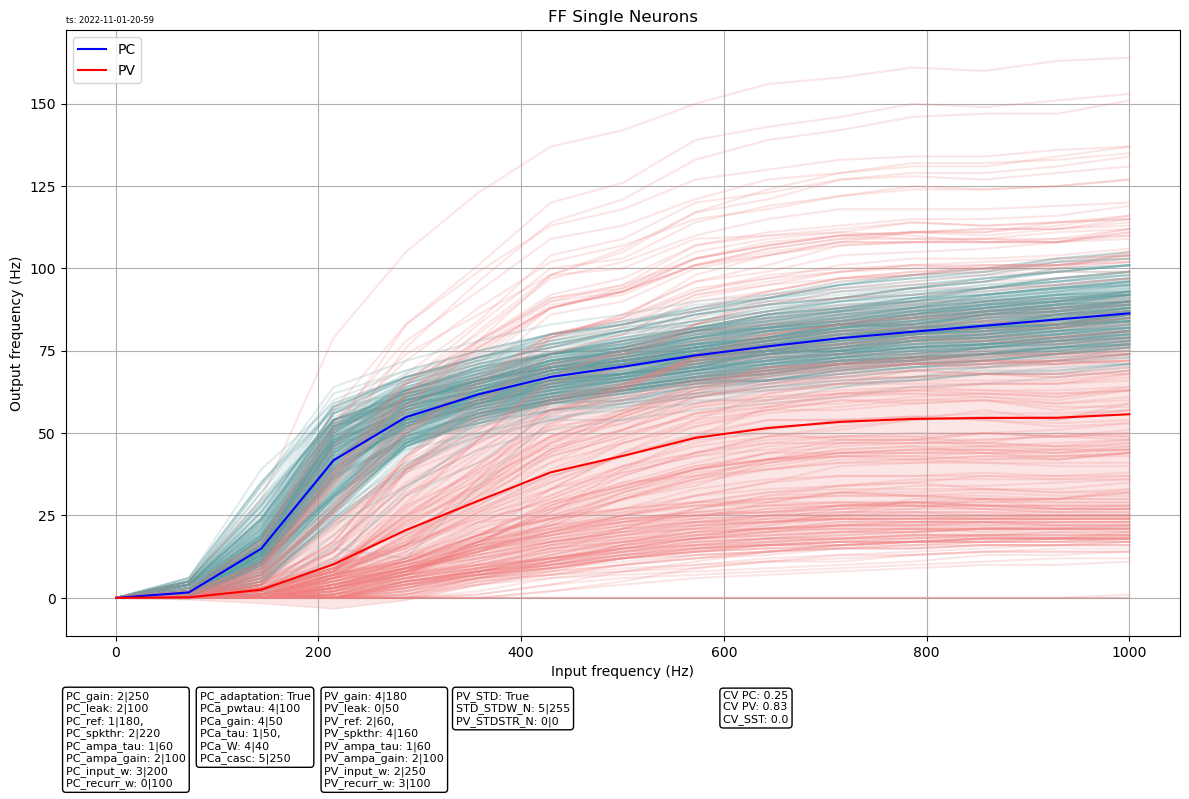 ts: 2022-11-01-20-59
FF Single Neurons
PC
PV
150
125
100
75
50
25
0
Output frequency (Hz)
0 200 400 600 800 1000
Input frequency (Hz)
PC_gain: 2|250
PC_leak: 2|100
PC_ref: 1|180,
PC_spkthr: 2|220
PC_ampa_tau: 1|60
PC_ampa_gain: 2|100
PC_input_w: 3|200
PC_recurr_w: 0|100
PC_adaptation: True
PCa_pwtau: 4|100
PCa_gain: 4|50
PCa_tau: 1|50,
PCa_W: 4|40
PCa_casc: 5|250
PV_gain: 4|180
PV_leak: 0|50
PV_ref: 2|60,
PV_spkthr: 4|160
PV_ampa_tau: 1|60
PV_ampa_gain: 2|100
PV_input_w: 2|250
PV_recurr_w: 3|100
PV_STD: True
STD_STDW_N: 5|255
PV_STDSTR_N: 0|0
CV PC: 0.25
CV PV: 0.83
CV_SST: 0.0